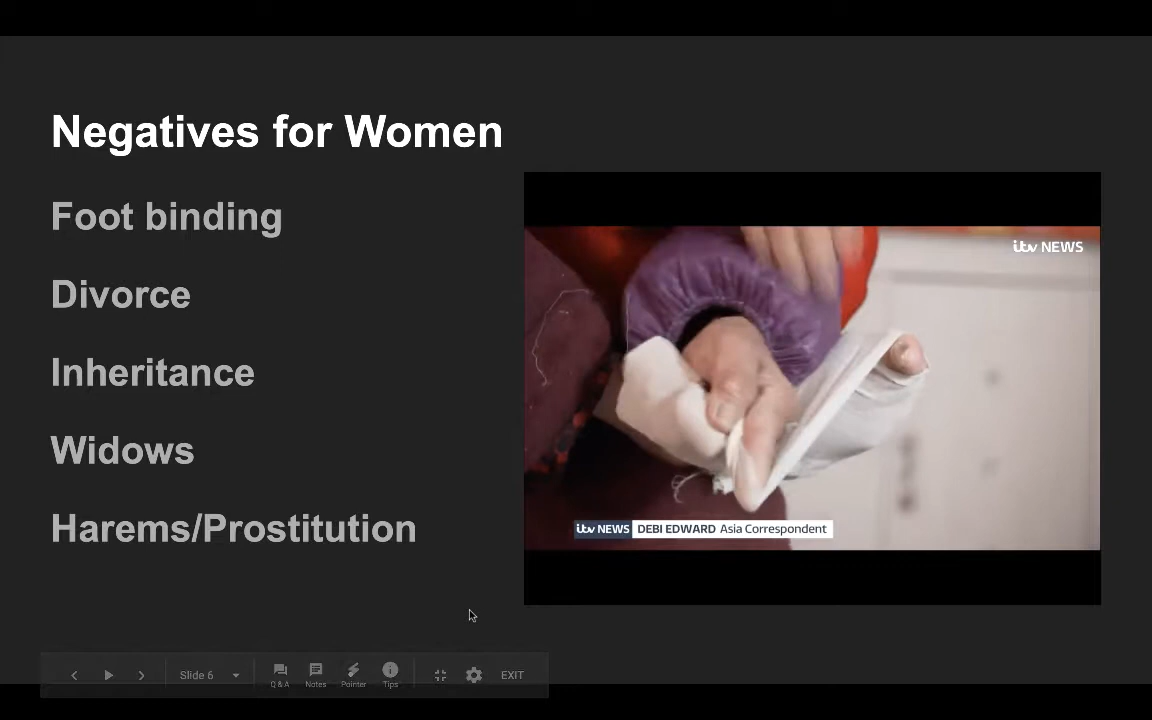 Negatives for Women
Foot binding
Divorce
Inheritance
Widows
Harems/Prostitution
itv NEWS
itv NEWS DEBI EDWARD Asia Correspondent
Slide 6
Q & A
Notes
Pointer
Tips
EXIT